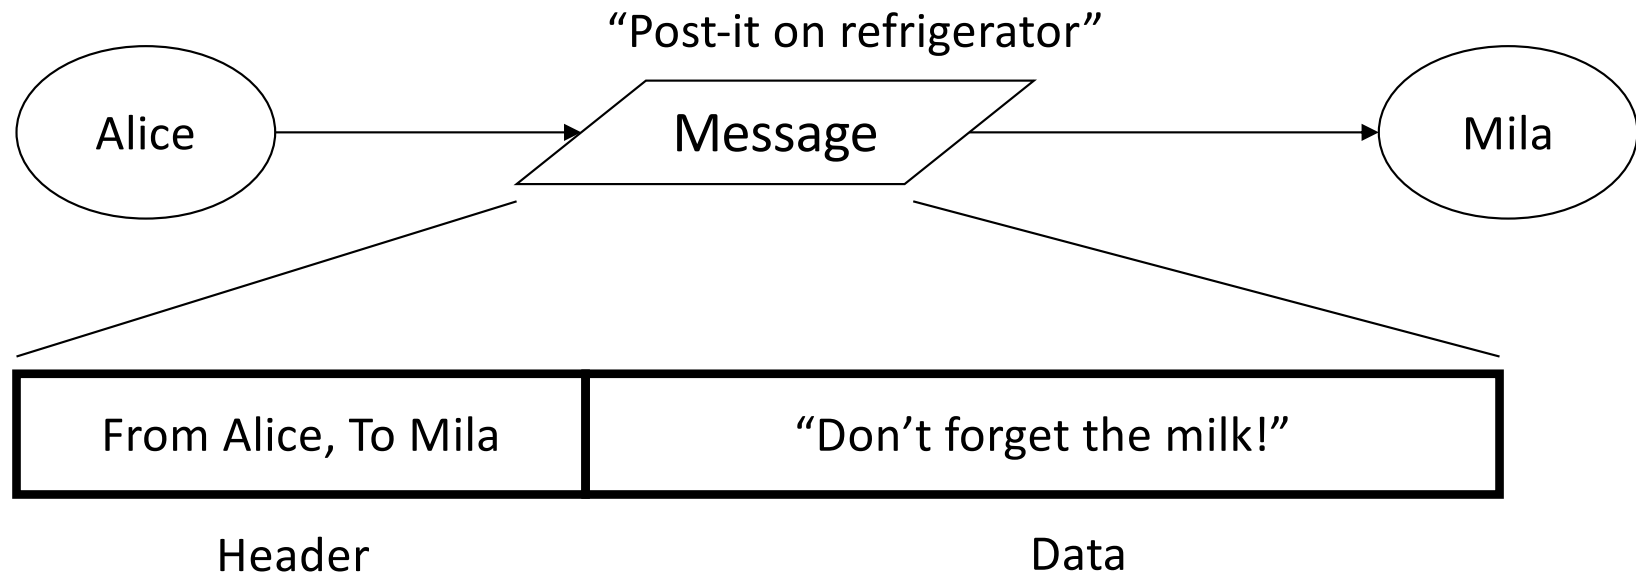 “Post-it on refrigerator”
Alice
Message
Mila
From Alice, To Mila
“Don’t forget the milk!”
Header
Data